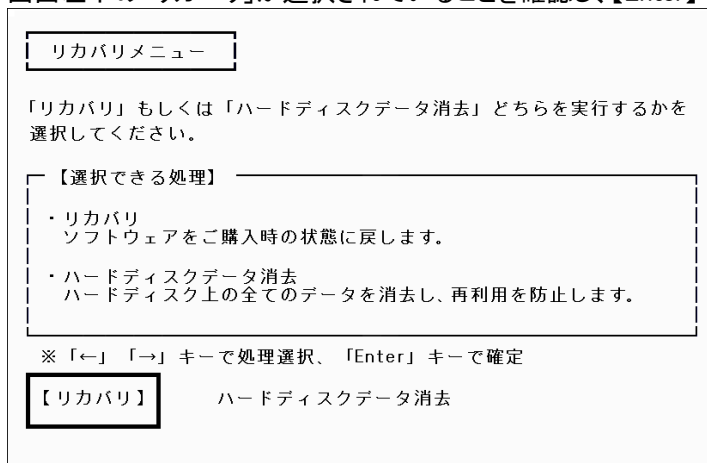 リカバリメニュー
「リカバリ」もしくは「ハードディスクデータ消去」どちらを実行するかを
選択してください。
【選択できる処理】
・リカバリ
ソフトウェアをご購入時の状態に戻します。
・ハードディスクデータ消去
ハードディスク上の全てのデータを消去し、再利用を防止します。
※「←」「→」キーで処理選択、「Enter」キーで確定
【リカバリ】 ハードディスクデータ消去